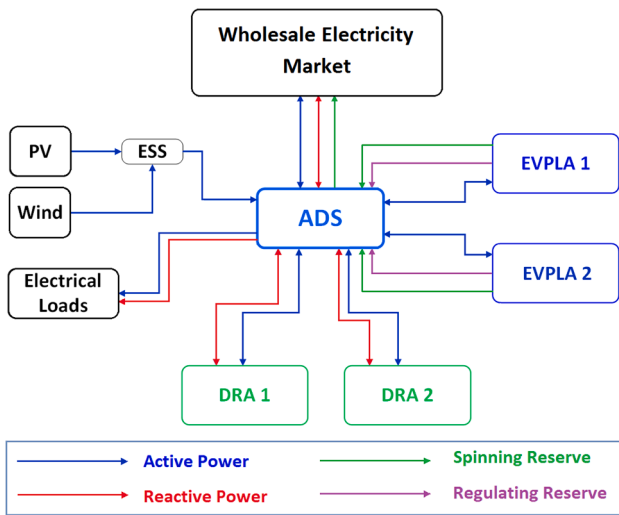 Wholesale Electricity
Market
PV
ESS
EVPLA 1
Wind
ADS
Electrical
Loads
EVPLA 2
DRA 1
DRA 2
Active Power
Spinning Reserve
Reactive Power
Regulating Reserve